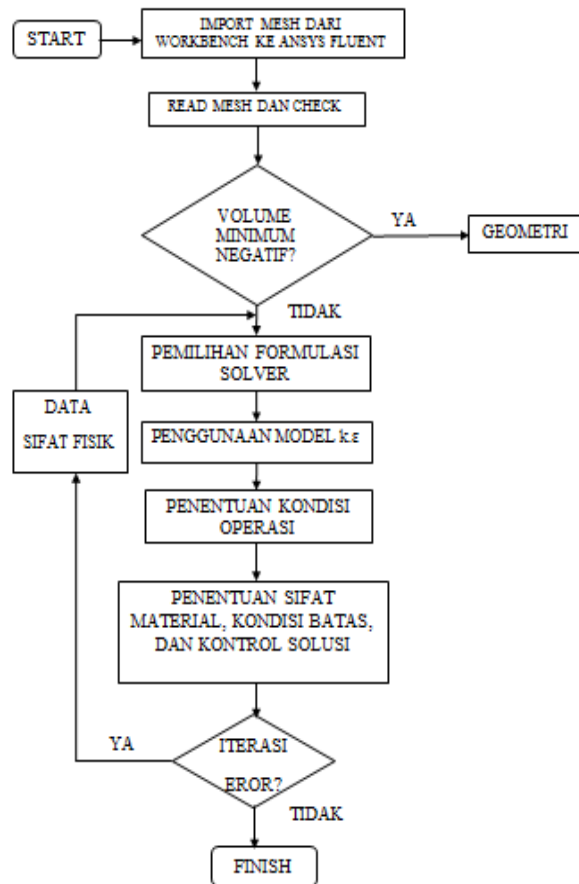 START
IMPORT MESH DARI
WORKBENCH KE ANSYS FLUENT
READ MESH DAN CHECK
VOLUME
MINIMUM
NEGATIF?
YA
GEOMETRI
TIDAK
PEMILIHAN FORMULASI
SOLVER
DATA
SIFAT FISIK
PENGGUNAAN MODEL k.ε
PENENTUAN KONDISI
OPERASI
PENENTUAN SIFAT
MATERIAL, KONDISI BATAS,
DAN KONTROL SOLUSI
YA
ITERASI
EROR?
TIDAK
FINISH